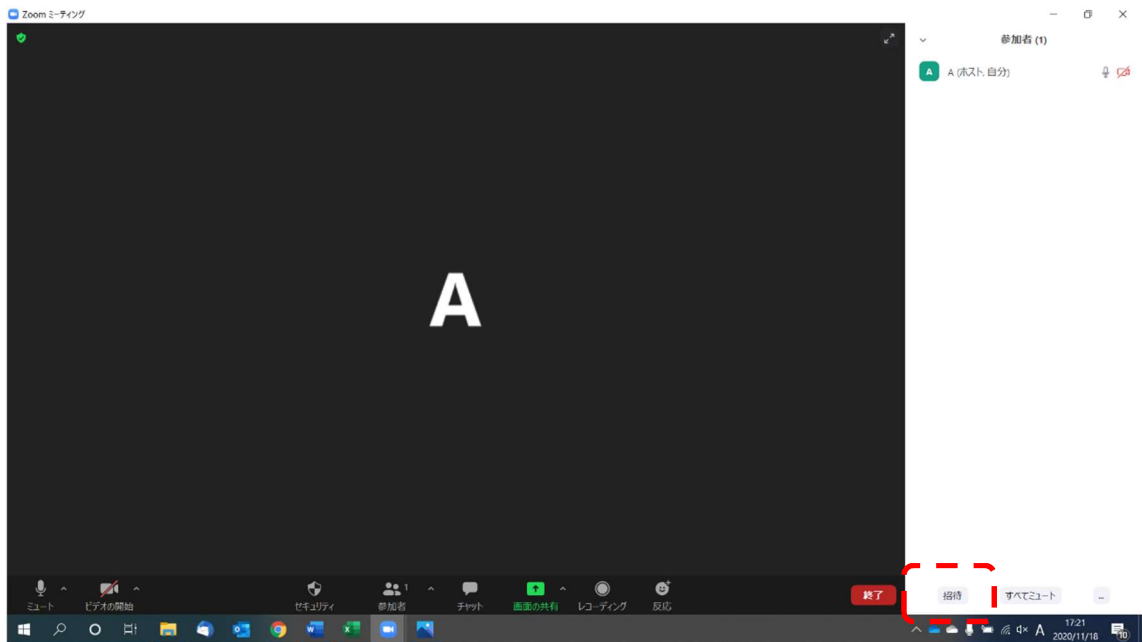 Zoom ミーティング
参加者 (1)
A A (ホスト, 自分)
A
ミュート
ビデオの開始
セキュリティ
参加者 1
チャット
画面の共有
レコーディング
反応
終了
招待
すべてミュート
...
A
17:21
2020/11/18
10